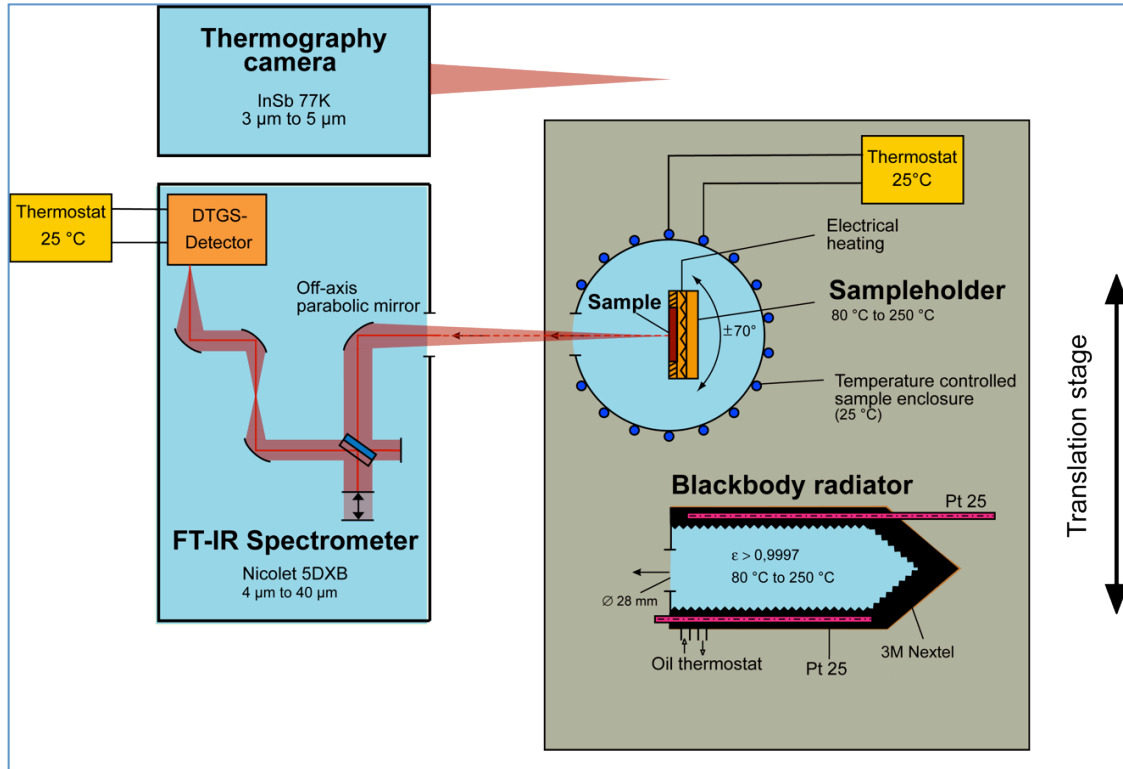 Thermography
camera
InSb 77K
3 µm to 5 µm
Thermostat
25 °C
DTGS-
Detector
Off-axis
parabolic mirror
FT-IR Spectrometer
Nicolet 5DXB
4 µm to 40 µm
Thermostat
25°C
Electrical
heating
Sample
Sampleholder
80 °C to 250 °C
±70°
Temperature controlled
sample enclosure
(25 °C)
Blackbody radiator
Pt 25
ε > 0,9997
80 °C to 250 °C
∅ 28 mm
Oil thermostat
Pt 25
3M Nextel
Translation stage